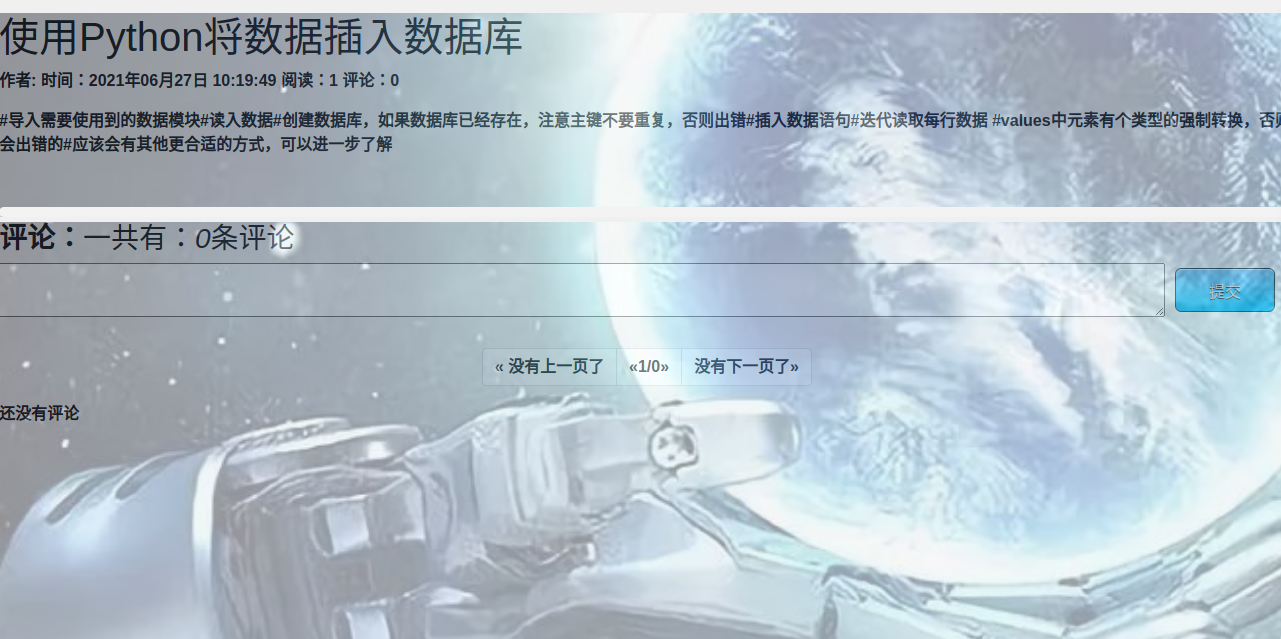 使用Python将数据插入数据库
作者: 时间：2021年06月27日 10:19:49 阅读：1 评论：0
#导入需要使用到的数据模块#读入数据#创建数据库，如果数据库已经存在，注意主键不要重复，否则出错#插入数据语句#迭代读取每行数据 #values中元素有个类型的强制转换，否则
会出错的#应该会有其他更合适的方式，可以进一步了解
评论：一共有：0条评论
提交
« 没有上一页了 «1/0» 没有下一页了»
还没有评论